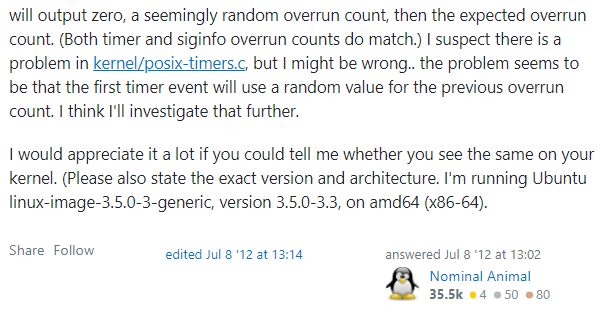 will output zero, a seemingly random overrun count, then the expected overrun
count. (Both timer and siginfo overrun counts do match.) I suspect there is a
problem in kernel/posix-timers.c, but I might be wrong.. the problem seems to
be that the first timer event will use a random value for the previous overrun
count. I think I'll investigate that further.
I would appreciate it a lot if you could tell me whether you see the same on your
kernel. (Please also state the exact version and architecture. I'm running Ubuntu
linux-image-3.5.0-3-generic, version 3.5.0-3.3, on amd64 (x86-64).
Share Follow
edited Jul 8 '12 at 13:14
answered Jul 8 '12 at 13:02
Nominal Animal
35.5k 4 50 80